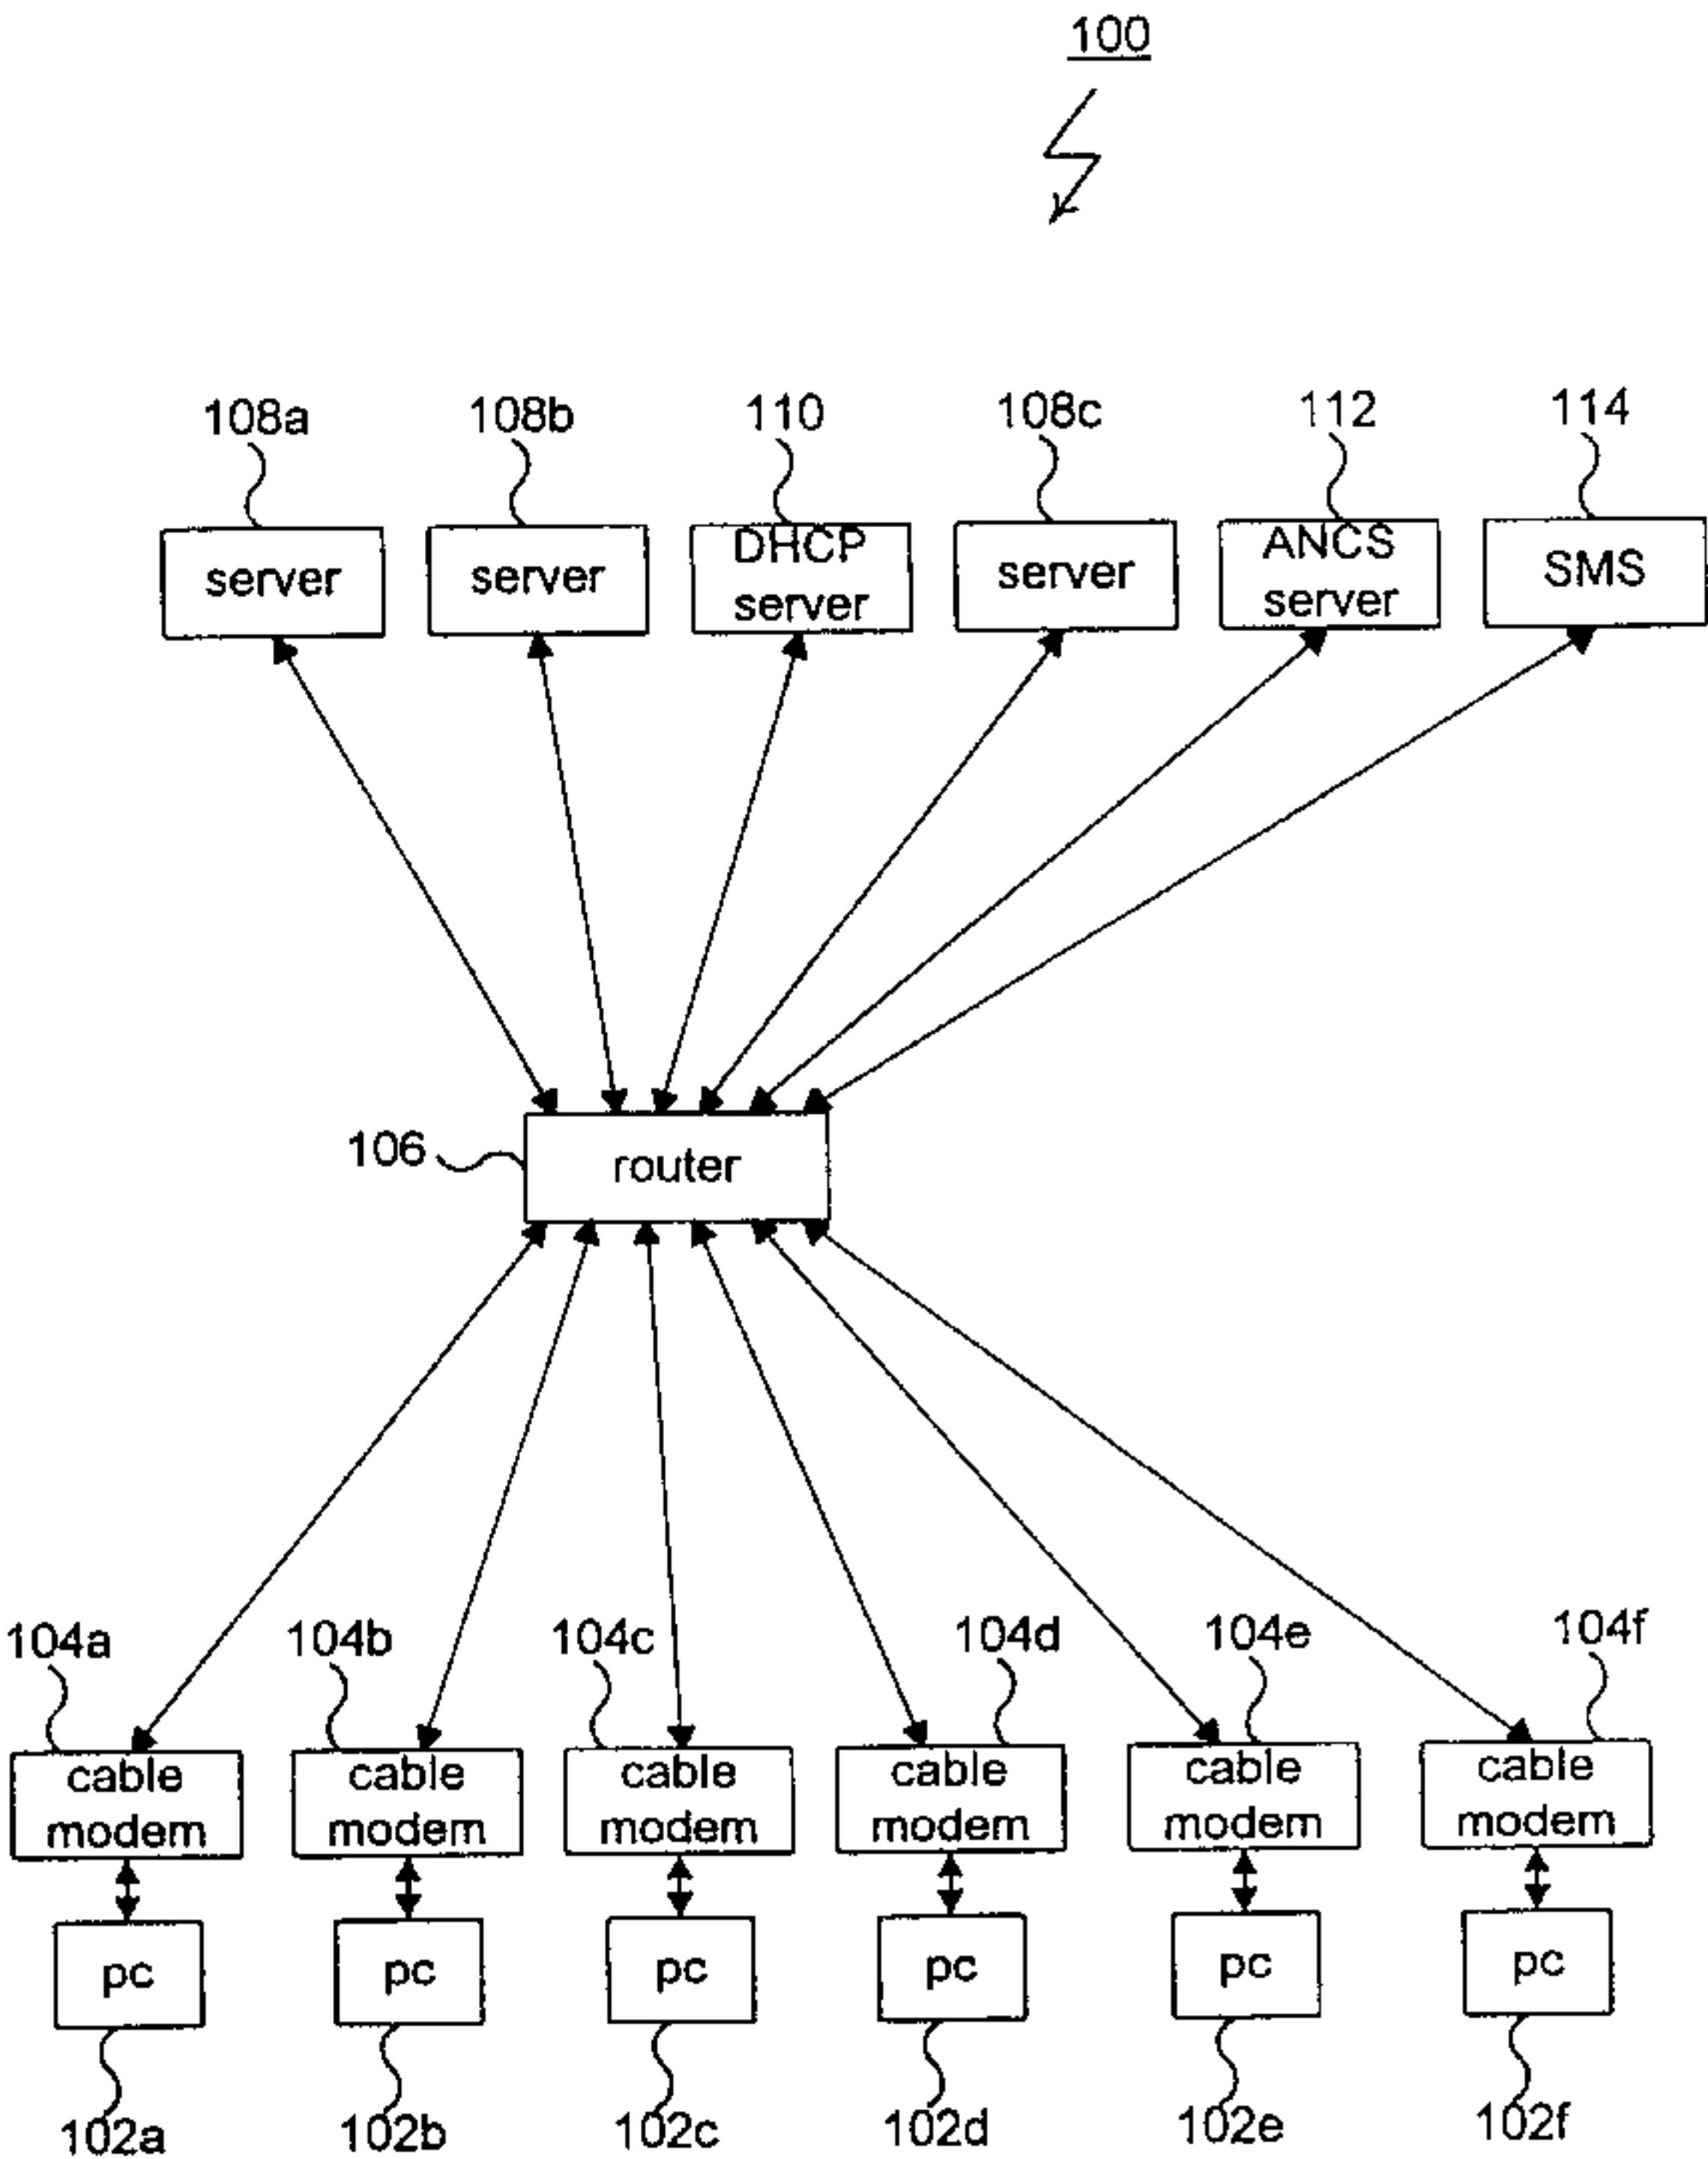 100
108a 108b 110 108c 112 114
server server DHCP server server ANCS server SMS
106 router
104a 104b 104c 104d 104e 104f
cable modem cable modem cable modem cable modem cable modem cable modem
pc pc pc pc pc pc
102a 102b 102c 102d 102e 102f